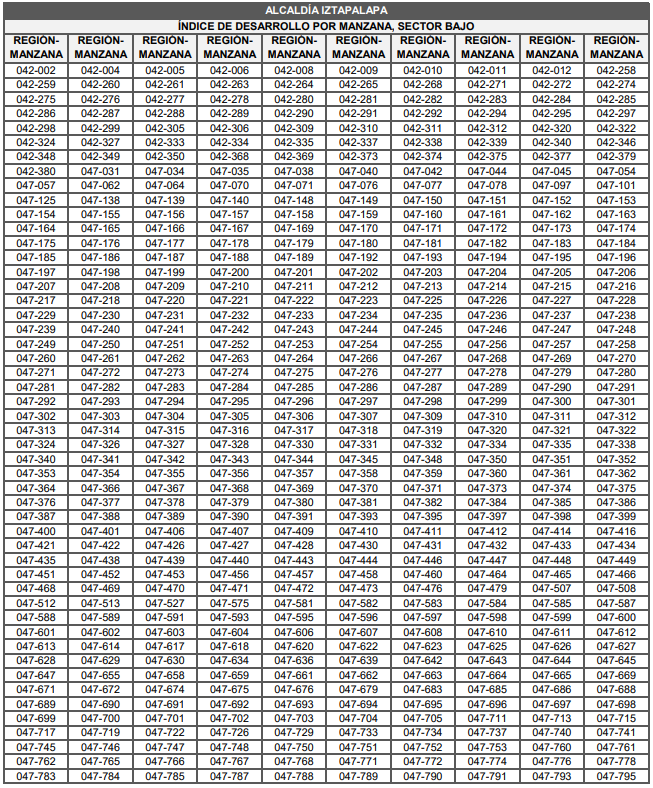 ALCALDÍA IZTAPALAPA
ÍNDICE DE DESARROLLO POR MANZANA, SECTOR BAJO
REGIÓN- REGIÓN- REGIÓN- REGIÓN- REGIÓN- REGIÓN- REGIÓN- REGIÓN- REGIÓN- REGIÓN-
MANZANA MANZANA MANZANA MANZANA MANZANA MANZANA MANZANA MANZANA MANZANA MANZANA
042-002 042-004 042-005 042-006 042-008 042-009 042-010 042-011 042-012 042-258
042-259 042-260 042-261 042-263 042-264 042-265 042-268 042-271 042-272 042-274
042-275 042-276 042-277 042-278 042-280 042-281 042-282 042-283 042-284 042-285
042-286 042-287 042-288 042-289 042-290 042-291 042-292 042-294 042-295 042-297
042-298 042-299 042-305 042-306 042-309 042-310 042-311 042-312 042-320 042-322
042-324 042-327 042-333 042-334 042-335 042-337 042-338 042-339 042-340 042-346
042-348 042-349 042-350 042-368 042-369 042-373 042-374 042-375 042-377 042-379
042-380 047-031 047-034 047-035 047-038 047-040 047-042 047-044 047-045 047-054
047-057 047-062 047-064 047-070 047-071 047-076 047-077 047-078 047-097 047-101
047-125 047-138 047-139 047-140 047-148 047-149 047-150 047-151 047-152 047-153
047-154 047-155 047-156 047-157 047-158 047-159 047-160 047-161 047-162 047-163
047-164 047-165 047-166 047-167 047-169 047-170 047-171 047-172 047-173 047-174
047-175 047-176 047-177 047-178 047-179 047-180 047-181 047-182 047-183 047-184
047-185 047-186 047-187 047-188 047-189 047-192 047-193 047-194 047-195 047-196
047-197 047-198 047-199 047-200 047-201 047-202 047-203 047-204 047-205 047-206
047-207 047-208 047-209 047-210 047-211 047-212 047-213 047-214 047-215 047-216
047-217 047-218 047-220 047-221 047-222 047-223 047-225 047-226 047-227 047-228
047-229 047-230 047-231 047-232 047-233 047-234 047-235 047-236 047-237 047-238
047-239 047-240 047-241 047-242 047-243 047-244 047-245 047-246 047-247 047-248
047-249 047-250 047-251 047-252 047-253 047-254 047-255 047-256 047-257 047-258
047-260 047-261 047-262 047-263 047-264 047-266 047-267 047-268 047-269 047-270
047-271 047-272 047-273 047-274 047-275 047-276 047-277 047-278 047-279 047-280
047-281 047-282 047-283 047-284 047-285 047-286 047-287 047-289 047-290 047-291
047-292 047-293 047-294 047-295 047-296 047-297 047-298 047-299 047-300 047-301
047-302 047-303 047-304 047-305 047-306 047-307 047-309 047-310 047-311 047-312
047-313 047-314 047-315 047-316 047-317 047-318 047-319 047-320 047-321 047-322
047-324 047-326 047-327 047-328 047-330 047-331 047-332 047-334 047-335 047-338
047-340 047-341 047-342 047-343 047-344 047-345 047-348 047-350 047-351 047-352
047-353 047-354 047-355 047-356 047-357 047-358 047-359 047-360 047-361 047-362
047-364 047-366 047-367 047-368 047-369 047-370 047-371 047-373 047-374 047-375
047-376 047-377 047-378 047-379 047-380 047-381 047-382 047-384 047-385 047-386
047-387 047-388 047-389 047-390 047-391 047-393 047-395 047-397 047-398 047-399
047-400 047-401 047-406 047-407 047-409 047-410 047-411 047-412 047-414 047-416
047-421 047-422 047-426 047-427 047-428 047-430 047-431 047-432 047-433 047-434
047-435 047-438 047-439 047-440 047-443 047-444 047-446 047-447 047-448 047-449
047-451 047-452 047-453 047-456 047-457 047-458 047-460 047-464 047-465 047-466
047-468 047-469 047-470 047-471 047-472 047-473 047-476 047-479 047-507 047-508
047-512 047-513 047-527 047-575 047-581 047-582 047-583 047-584 047-585 047-587
047-588 047-589 047-591 047-593 047-595 047-596 047-597 047-598 047-599 047-600
047-601 047-602 047-603 047-604 047-606 047-607 047-608 047-610 047-611 047-612
047-613 047-614 047-617 047-618 047-620 047-622 047-623 047-625 047-626 047-627
047-628 047-629 047-630 047-634 047-636 047-639 047-642 047-643 047-644 047-645
047-647 047-655 047-658 047-659 047-661 047-662 047-663 047-664 047-665 047-669
047-671 047-672 047-674 047-675 047-676 047-679 047-683 047-685 047-686 047-688
047-689 047-690 047-691 047-692 047-693 047-694 047-695 047-696 047-697 047-698
047-699 047-700 047-701 047-702 047-703 047-704 047-705 047-711 047-713 047-715
047-717 047-719 047-722 047-726 047-729 047-733 047-734 047-737 047-740 047-741
047-745 047-746 047-747 047-748 047-750 047-751 047-752 047-753 047-760 047-761
047-762 047-765 047-766 047-767 047-768 047-771 047-772 047-774 047-776 047-778
047-783 047-784 047-785 047-787 047-788 047-789 047-790 047-791 047-793 047-795